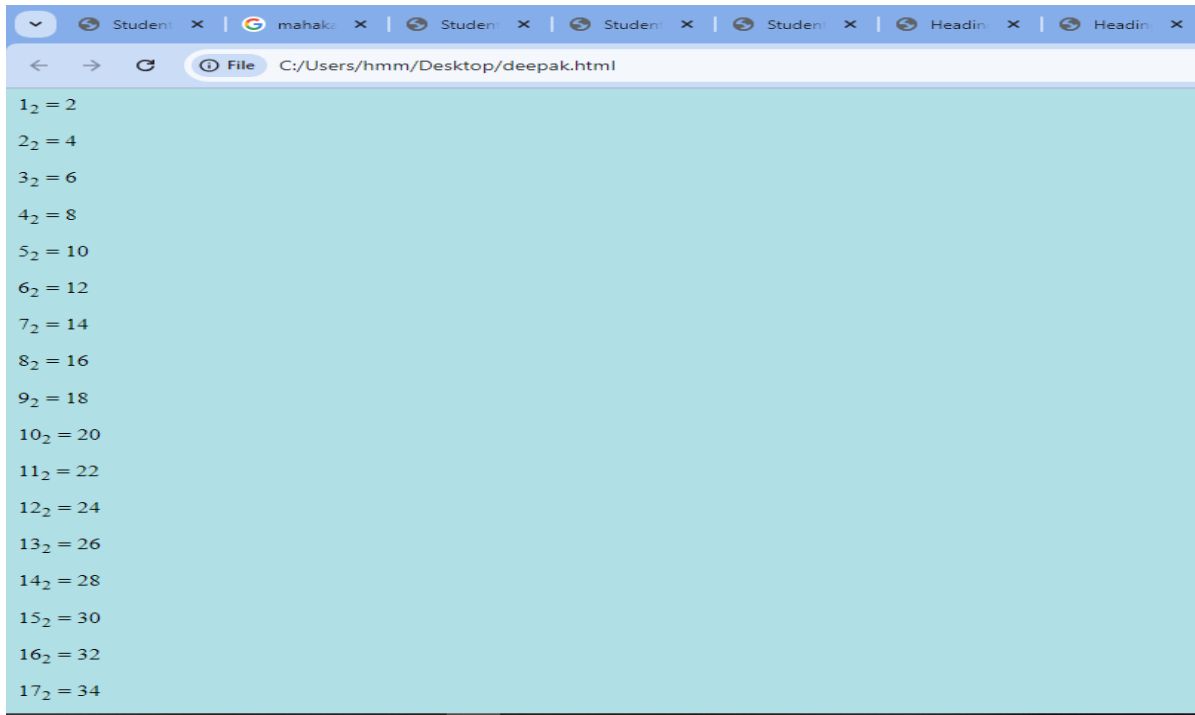 Student mahaka Student Student Student Heading Heading
File C:/Users/hmm/Desktop/deepak.html
1₂ = 2
2₂ = 4
3₂ = 6
4₂ = 8
5₂ = 10
6₂ = 12
7₂ = 14
8₂ = 16
9₂ = 18
10₂ = 20
11₂ = 22
12₂ = 24
13₂ = 26
14₂ = 28
15₂ = 30
16₂ = 32
17₂ = 34